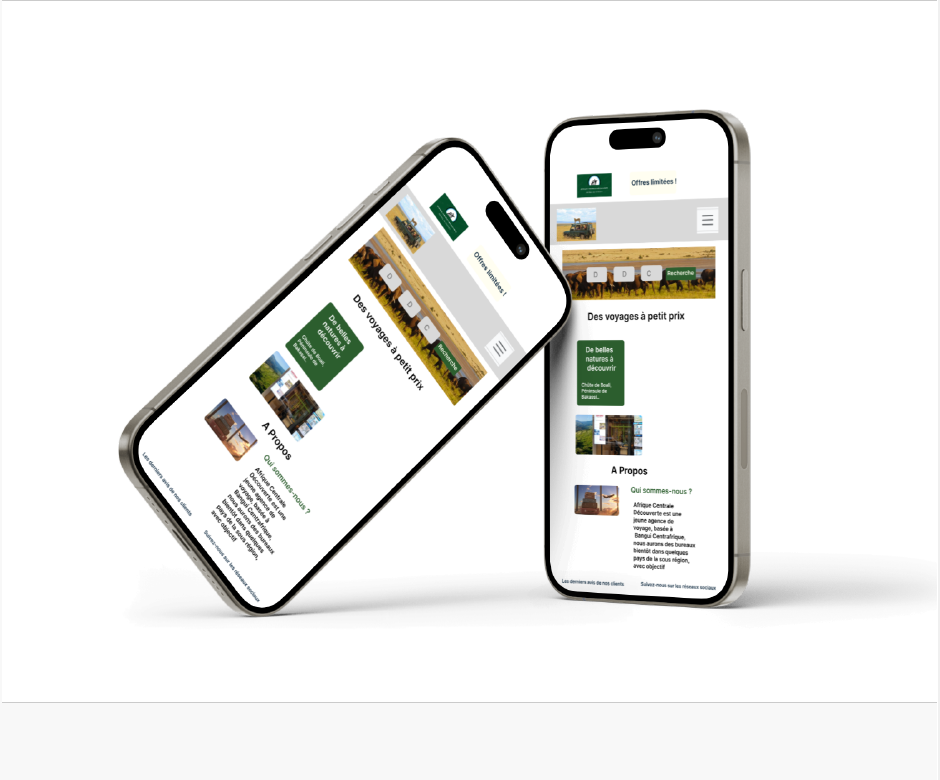 Offres limitées !
D
D
C
Recherche
Des voyages à petit prix
De belles
natures à
découvrir
Chûte de Boali,
Péninsule de
Bakassi..
A Propos
Qui sommes-nous ?
Afrique Centrale
Découverte est une
jeune agence de
voyage basée à
Bangui Centrafrique,
nous aurons des bureaux
bientôt dans quelques
pays de la sous région,
avec objectif
Les derniers avis de nos clients
Suivez-nous sur les réseaux sociaux
Offres limitées !
D
D
C
Recherche
Des voyages à petit prix
De belles
natures à
découvrir
Chûte de Boali,
Péninsule de
Bakassi..
A Propos
Qui sommes-nous ?
Afrique Centrale
Découverte est une
jeune agence de
voyage, basée à
Bangui Centrafrique,
nous aurons des bureaux
bientôt dans quelques
pays de la sous région,
avec objectif
Les derniers avis de nos clients
Suivez-nous sur les réseaux sociaux